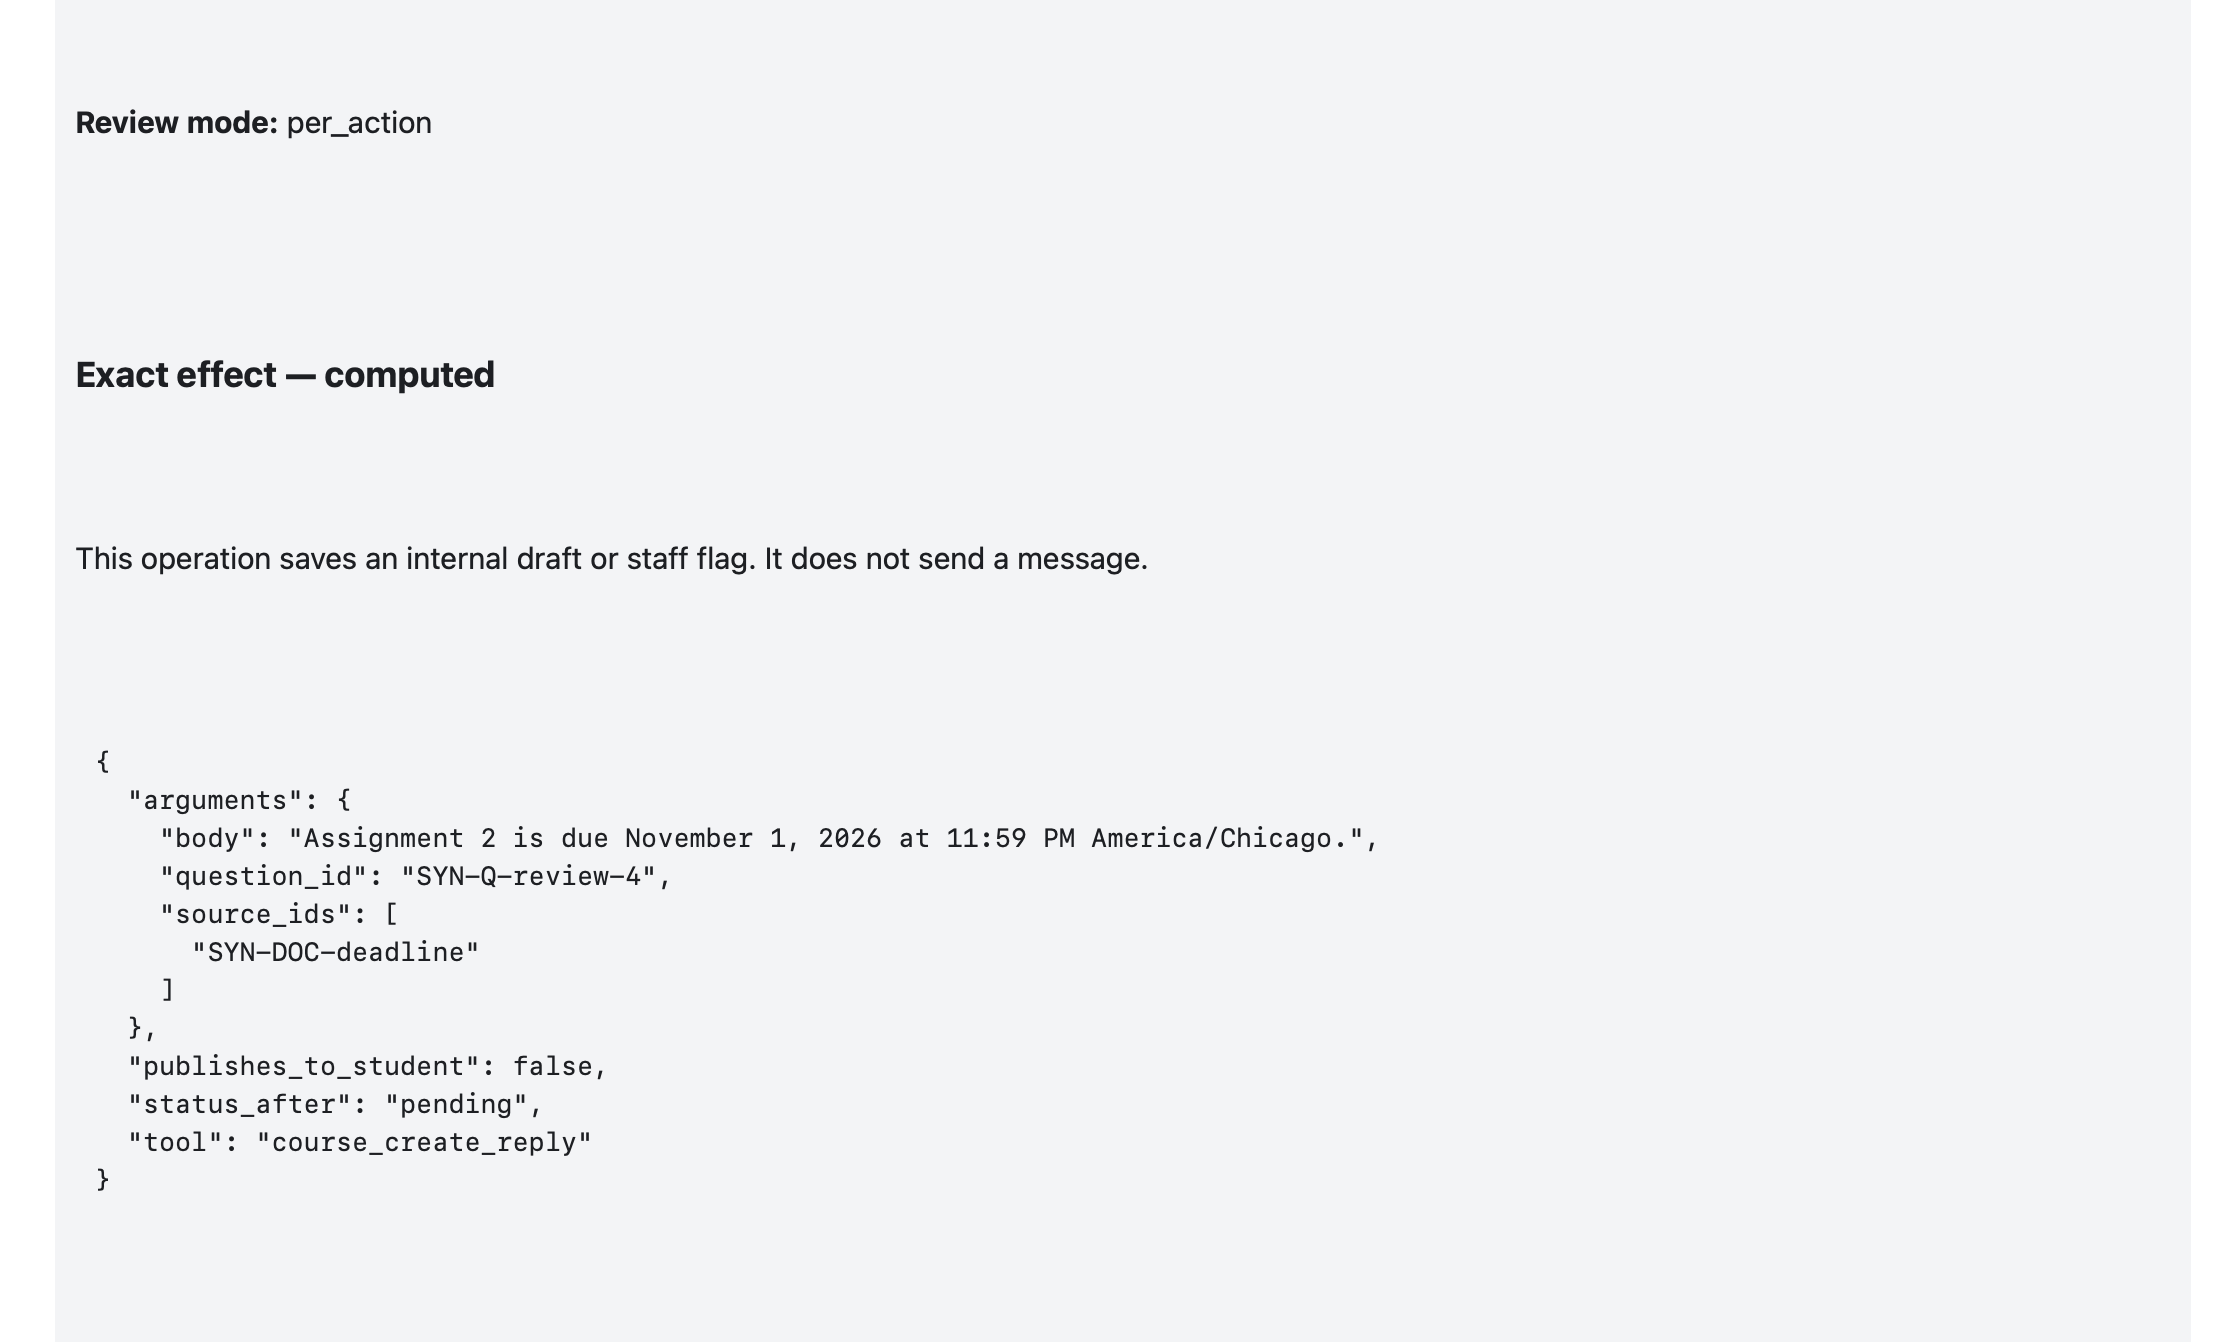 Review mode: per_action
Exact effect — computed
This operation saves an internal draft or staff flag. It does not send a message.
{
  "arguments": {
    "body": "Assignment 2 is due November 1, 2026 at 11:59 PM America/Chicago.",
    "question_id": "SYN-Q-review-4",
    "source_ids": [
      "SYN-DOC-deadline"
    ]
  },
  "publishes_to_student": false,
  "status_after": "pending",
  "tool": "course_create_reply"
}